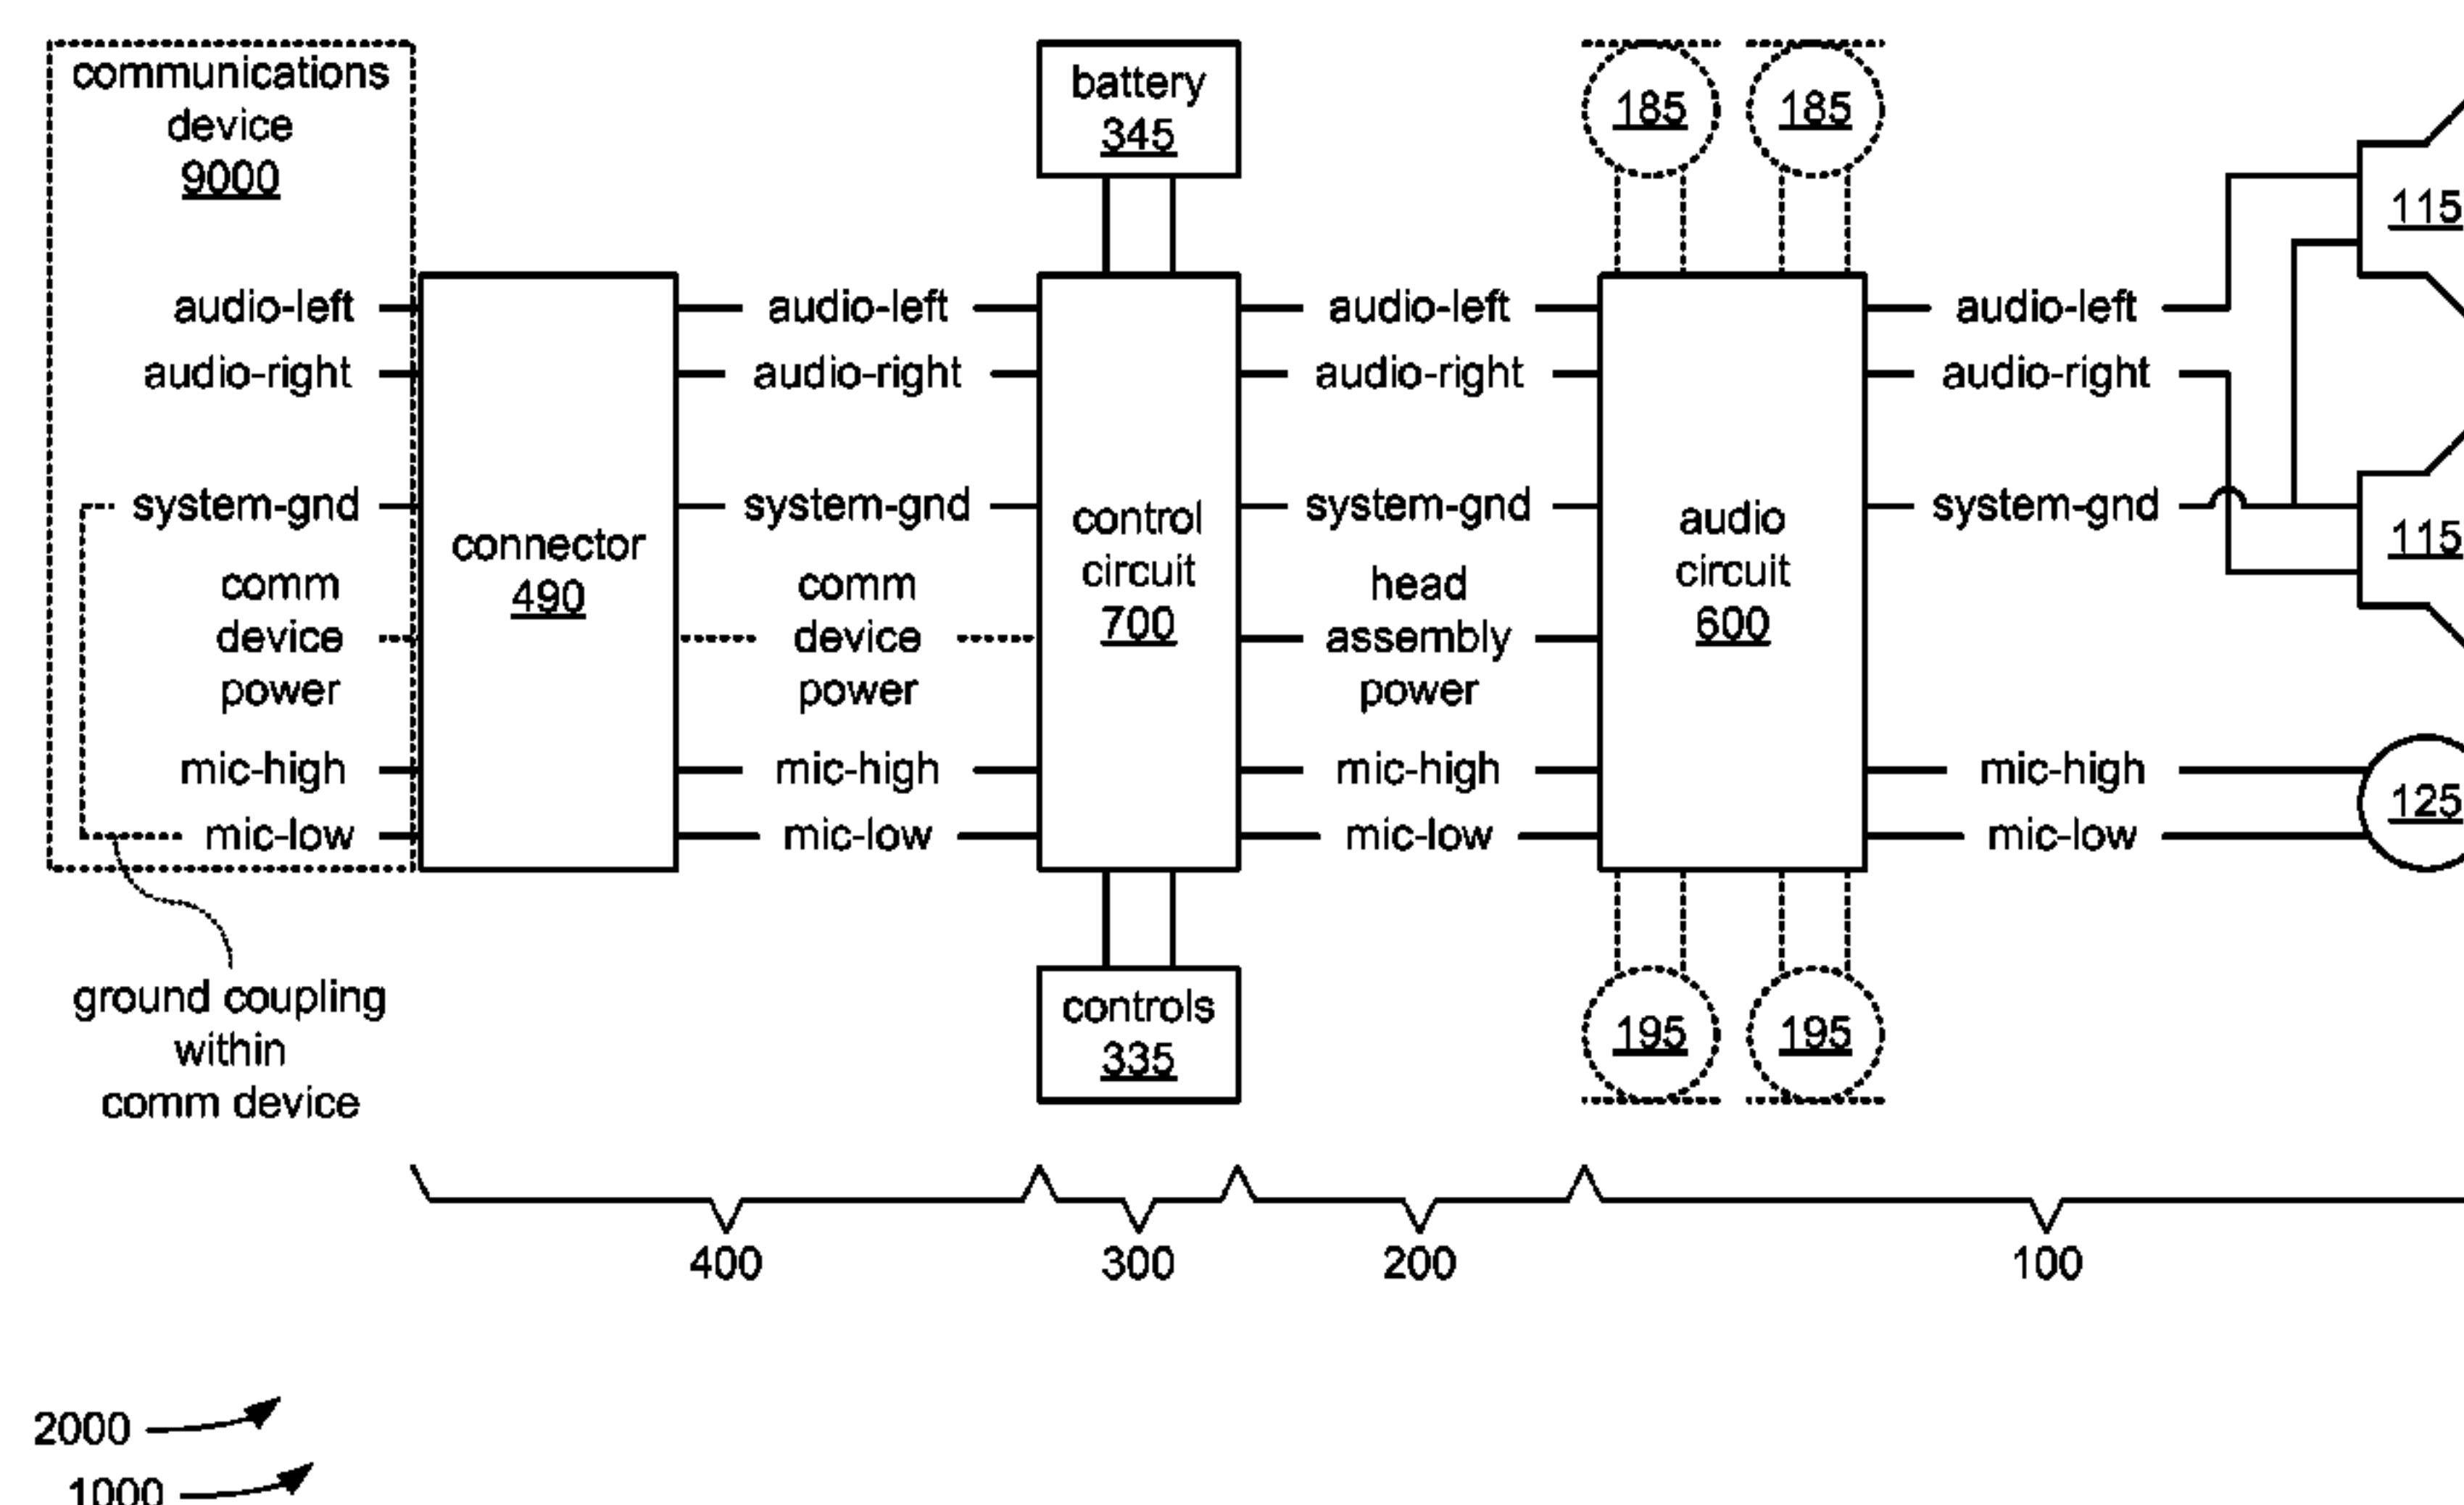 communications
device
9000
battery
345
185 185
115
audio-left audio-left audio-left audio-left
audio-right audio-right audio-right audio-right
system-gnd system-gnd system-gnd system-gnd
connector
490
control
circuit
700
audio
circuit
600
115
comm
device
power
comm
device
power
head
assembly
power
mic-high mic-high mic-high mic-high
mic-low mic-low mic-low mic-low
125
ground coupling
within
comm device
controls
335
195 195
400 300 200 100
2000
1000